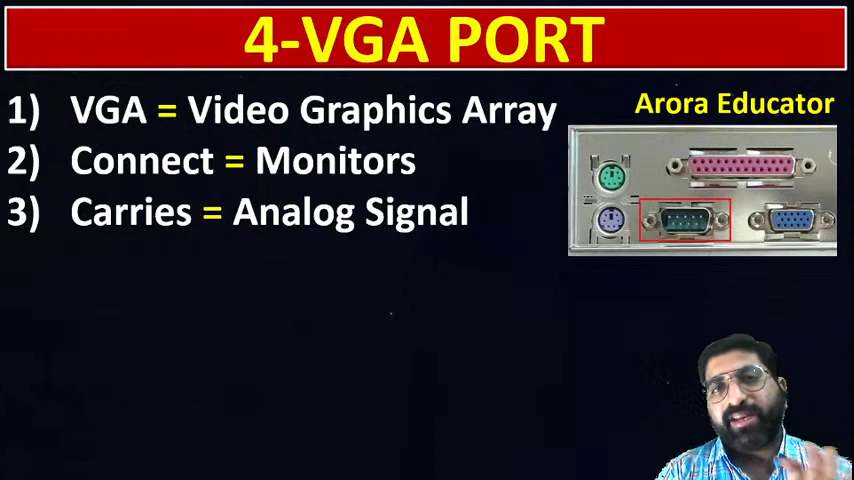 4-VGA PORT
1) VGA = Video Graphics Array
Arora Educator
2) Connect = Monitors
3) Carries = Analog Signal